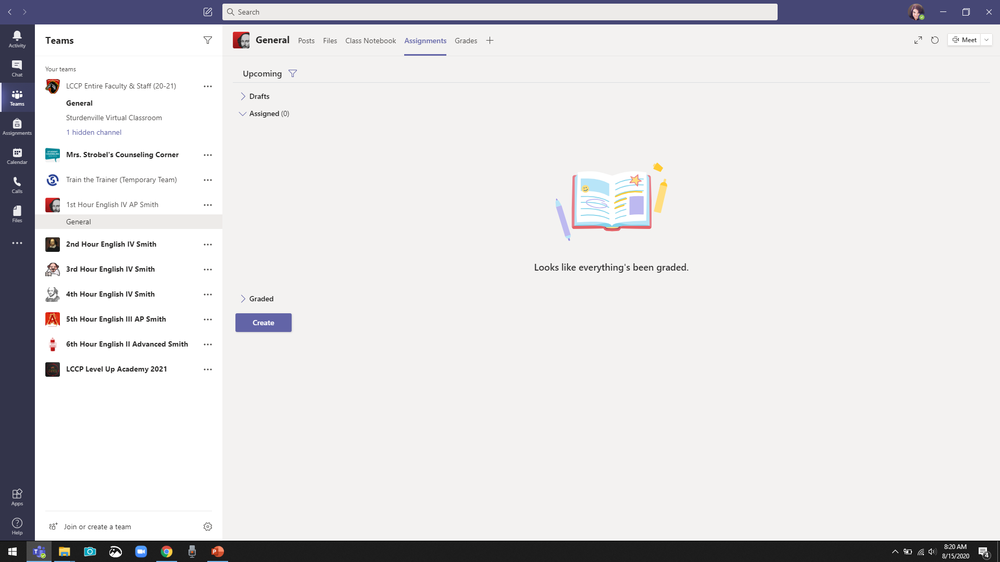 Search
Activity
Chat
Teams
Assignments
Calendar
Calls
Files
Apps
Help
Teams
Your teams
LCCP Entire Faculty & Staff (20-21)
General
Sturdenville Virtual Classroom
1 hidden channel
Mrs. Strobel's Counseling Corner
Train the Trainer (Temporary Team)
1st Hour English IV AP Smith
General
2nd Hour English IV Smith
3rd Hour English IV Smith
4th Hour English IV Smith
5th Hour English III AP Smith
6th Hour English II Advanced Smith
LCCP Level Up Academy 2021
Join or create a team
General Posts Files Class Notebook Assignments Grades
Meet
Upcoming
Drafts
Assigned (0)
Looks like everything's been graded.
Graded
Create
8:20 AM
8/15/2020
4